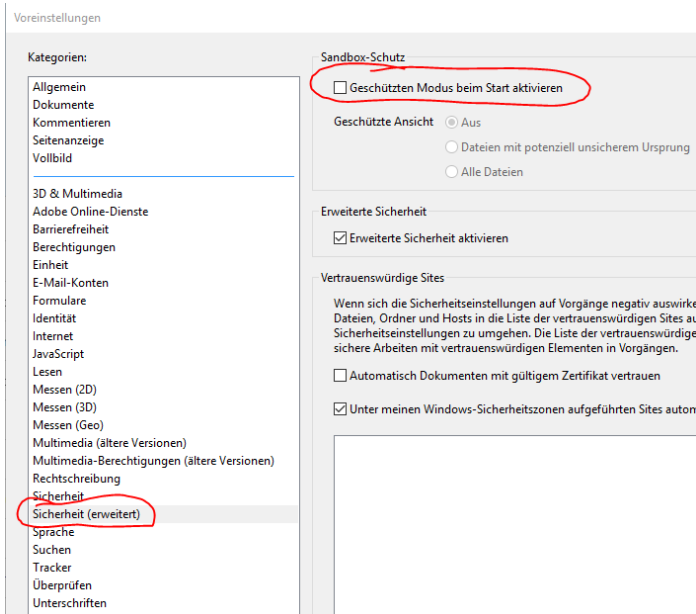 Voreinstellungen
Kategorien:
Allgemein
Dokumente
Kommentieren
Seitenanzeige
Vollbild
3D & Multimedia
Adobe Online-Dienste
Barrierefreiheit
Berechtigungen
Einheit
E-Mail-Konten
Formulare
Identität
Internet
JavaScript
Lesen
Messen (2D)
Messen (3D)
Messen (Geo)
Multimedia (ältere Versionen)
Multimedia-Berechtigungen (ältere Versionen)
Rechtschreibung
Sicherheit
Sicherheit (erweitert)
Sprache
Suchen
Tracker
Überprüfen
Unterschriften
Sandbox-Schutz
Geschützten Modus beim Start aktivieren
Geschützte Ansicht
Aus
Dateien mit potenziell unsicherem Ursprung
Alle Dateien
Erweiterte Sicherheit
Erweiterte Sicherheit aktivieren
Vertrauenswürdige Sites
Wenn sich die Sicherheitseinstellungen auf Vorgänge negativ auswirke
Dateien, Ordner und Hosts in die Liste der vertrauenswürdigen Sites au
Sicherheitseinstellungen zu umgehen. Die Liste der vertrauenswürdige
sichere Arbeiten mit vertrauenswürdigen Elementen in Vorgängen.
Automatisch Dokumenten mit gültigem Zertifikat vertrauen
Unter meinen Windows-Sicherheitszonen aufgeführten Sites autom